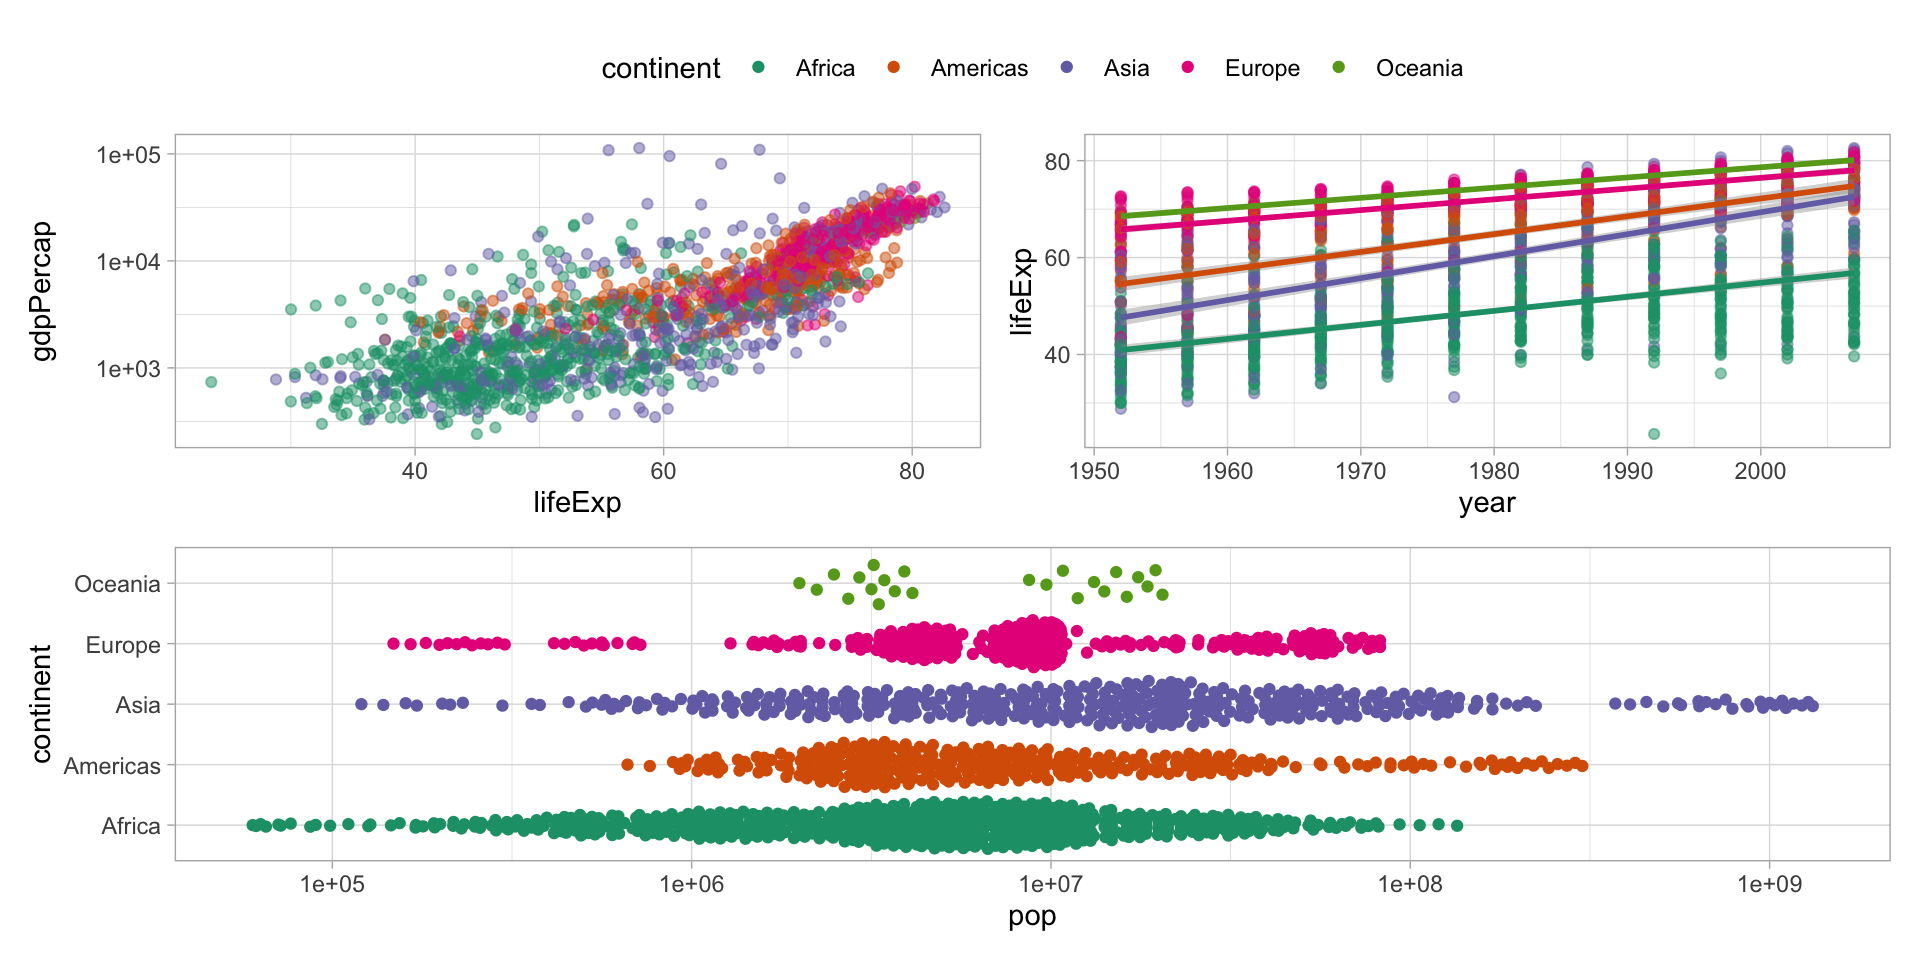 continent Africa Americas Asia Europe Oceania
gdpPercap
1e+05
1e+04
1e+03
40 60 80
lifeExp
lifeExp
80
60
40
1950 1960 1970 1980 1990 2000
year
continent
Oceania
Europe
Asia
Americas
Africa
1e+05 1e+06 1e+07 1e+08 1e+09
pop